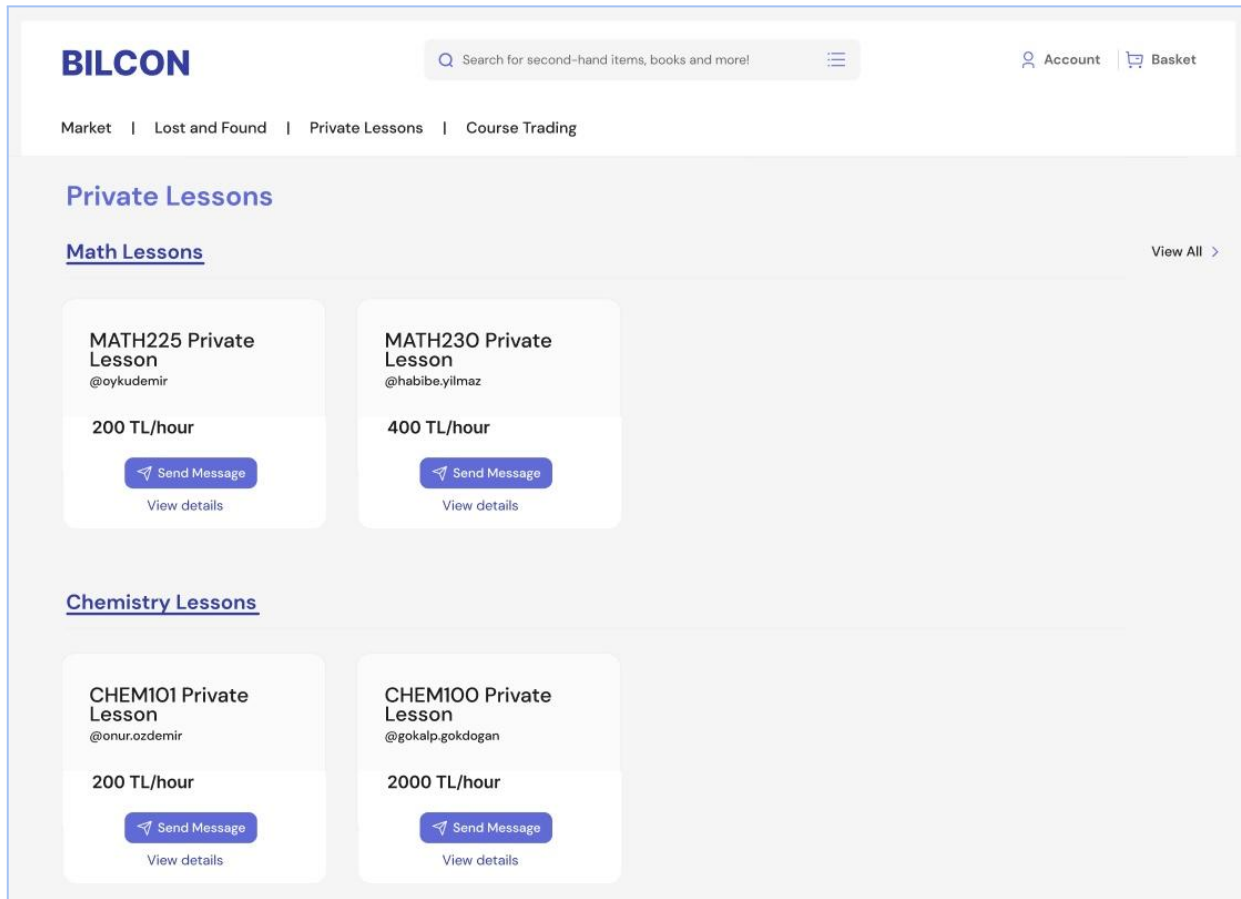 BILCON
Search for second-hand items, books and more!
Account
Basket
Market | Lost and Found | Private Lessons | Course Trading
Private Lessons
Math Lessons
View All >
MATH225 Private
Lesson
@oykudemir
200 TL/hour
Send Message
View details
MATH230 Private
Lesson
@habibe.yilmaz
400 TL/hour
Send Message
View details
Chemistry Lessons
CHEM101 Private
Lesson
@onur.ozdemir
200 TL/hour
Send Message
View details
CHEM100 Private
Lesson
@gokalp.gokdogan
2000 TL/hour
Send Message
View details